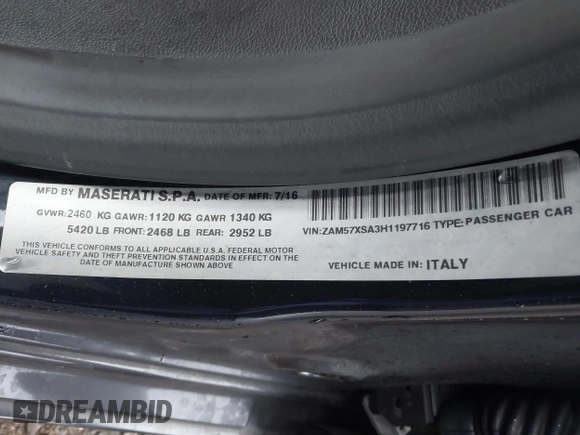 MFD BY MASERATI S.P.A. DATE OF MFR: 7/16
GVWR:2460 KG GAWR:1120 KG GAWR 1340 KG
5420 LB FRONT: 2468 LB REAR: 2952 LB
THIS VEHICLE CONFORMS TO ALL APPLICABLE U.S.A. FEDERAL MOTOR
VEHICLE SAFETY AND THEFT PREVENTION STANDARDS IN EFFECT ON THE
DATE OF MANUFACTURE SHOWN ABOVE
VIN:ZAM57XSA3H1197716 TYPE:PASSENGER CAR
VEHICLE MADE IN: ITALY
DREAMBID